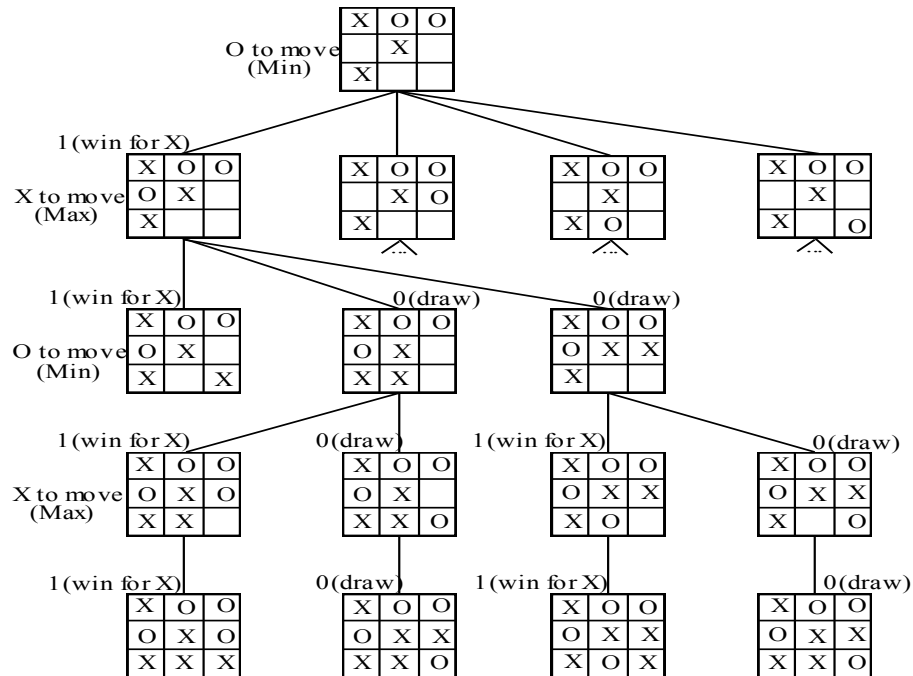 X O O
O to move X
(Min)
X
1 (win for X)
X O O X O O X O O X O O
X to move O X X O X X
(Max)
X X X O X O
... ... ...
1 (win for X) 0(draw) 0(draw)
X O O X O O X O O
O to move O X O X O X X
(Min)
X X X X X
1 (win for X) 0(draw) 1 (win for X) 0(draw)
X O O X O O X O O X O O
X to move O X O O X O X X O X X
(Max)
X X X X O X O X O
1 (win for X) 0(draw) 1 (win for X) 0(draw)
X O O X O O X O O X O O
O X O O X X O X X O X X
X X X X X O X O X X X O